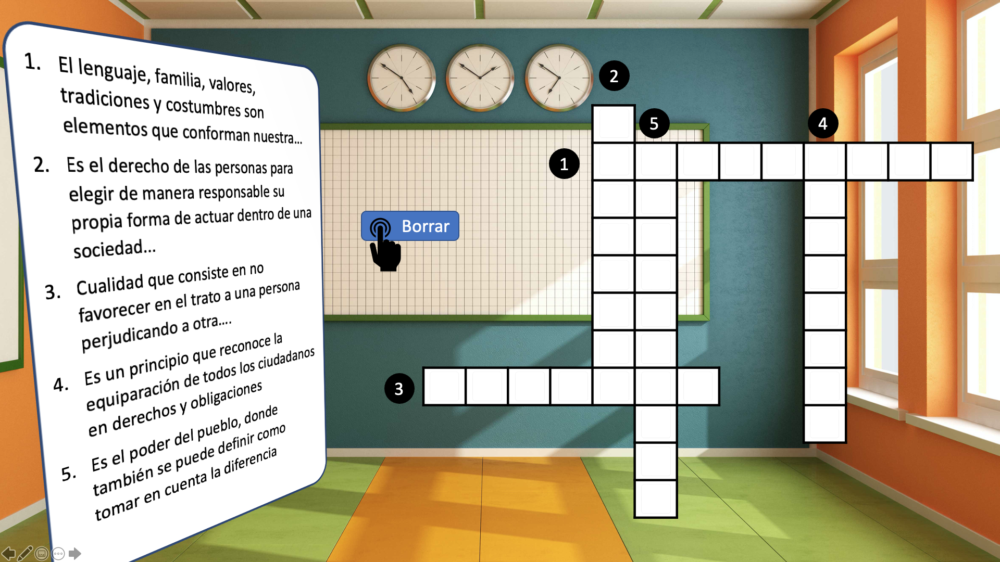 1. El lenguaje, familia, valores,
tradiciones y costumbres son
elementos que conforman nuestra...
2. Es el derecho de las personas para
elegir de manera responsable su
propia forma de actuar dentro de una
sociedad...
3. Cualidad que consiste en no
favorecer en el trato a una persona
perjudicando a otra....
4. Es un principio que reconoce la
equiparación de todos los ciudadanos
en derechos y obligaciones
5. Es el poder del pueblo, donde
también se puede definir como
tomar en cuenta la diferencia
2
5
4
1
Borrar
3